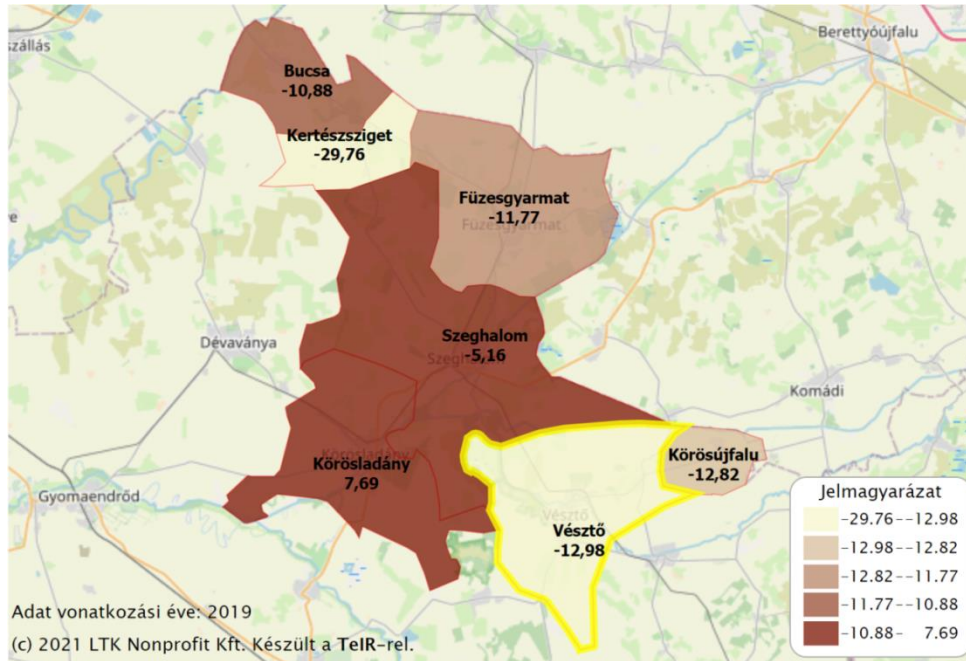 szállás
Berettyóújfalu
Bucsa
-10,88
Kertészsziget
-29,76
Füzesgyarmat
-11,77
Füzesgyarmat
Szeghalom
-5,16
Dévaványa
Komádi
Körösladány
7,69
Körösújfalu
-12,82
Gyomaendrőd
Vésztő
Vésztő
-12,98
Jelmagyarázat
-29.76--12.98
-12.98--12.82
-12.82--11.77
-11.77--10.88
-10.88- 7.69
Adat vonatkozási éve: 2019
(c) 2021 LTK Nonprofit Kft. Készült a TeIR-rel.